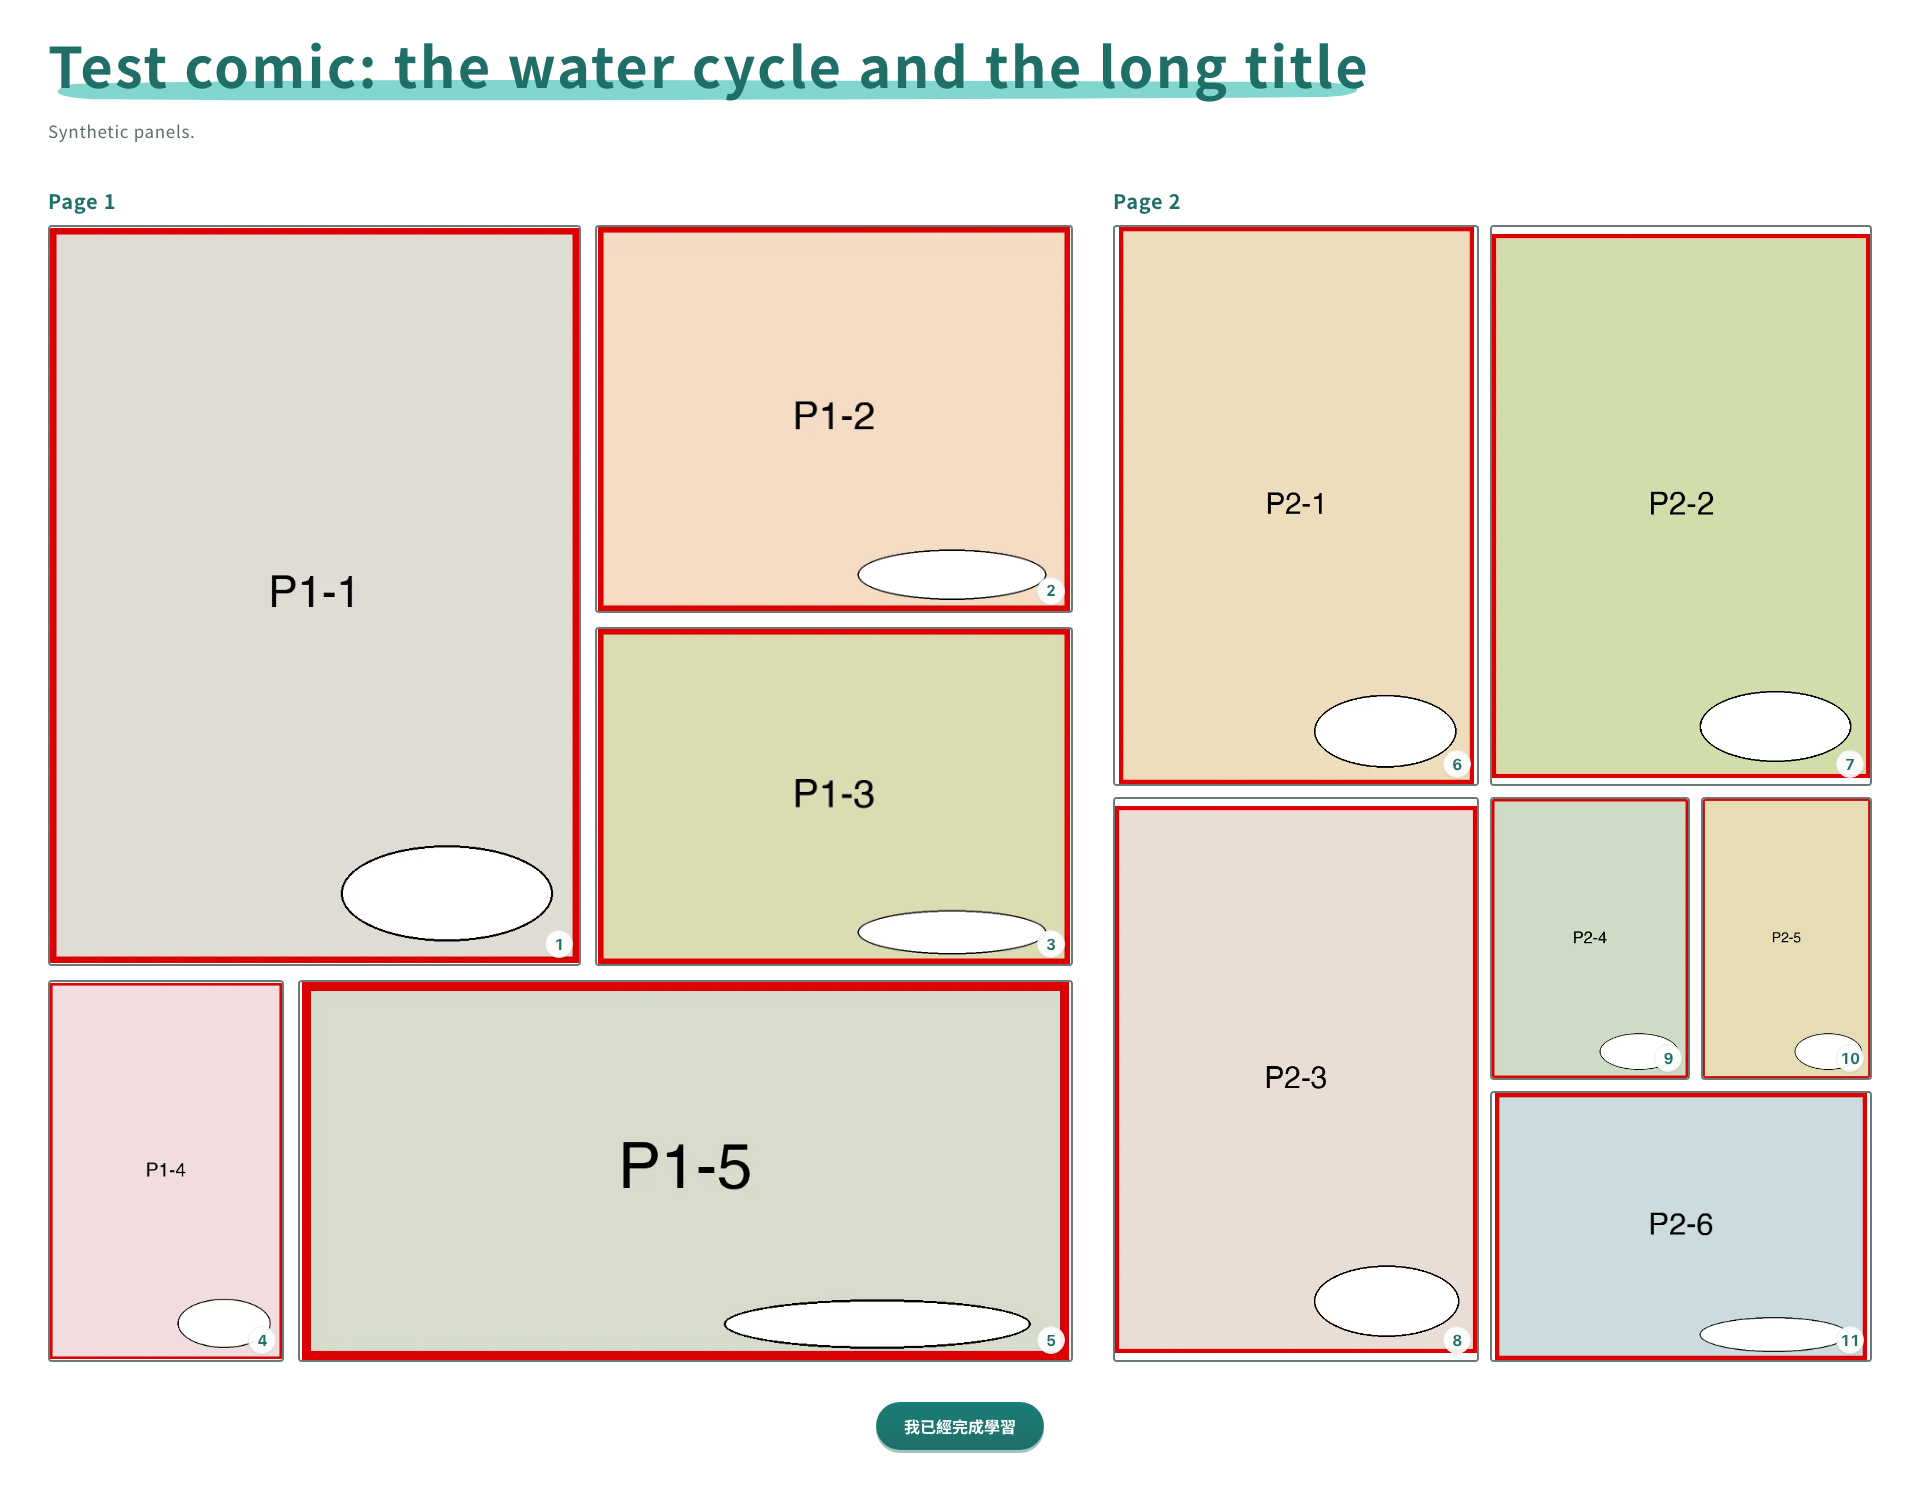 Test comic: the water cycle and the long title
Synthetic panels.
Page 1
P1-1
1
P1-2
2
P1-3
3
P1-4
4
P1-5
5
Page 2
P2-1
6
P2-2
7
P2-3
8
P2-4
9
P2-5
10
P2-6
11
我已經完成學習